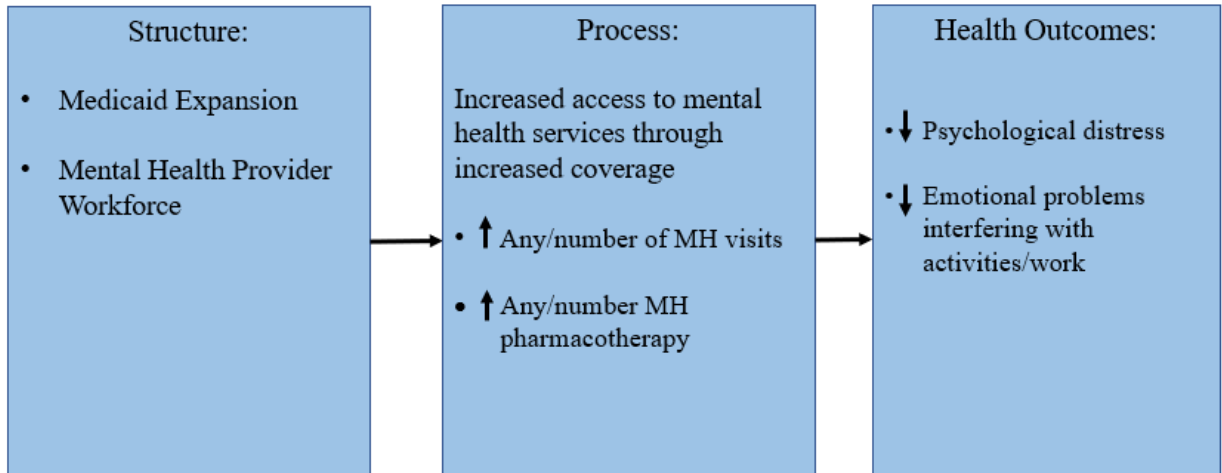 Structure:
• Medicaid Expansion
• Mental Health Provider
Workforce
Process:
Increased access to mental
health services through
increased coverage
• ↑ Any/number of MH visits
• ↑ Any/number MH
pharmacotherapy
Health Outcomes:
• ↓ Psychological distress
• ↓ Emotional problems
interfering with
activities/work